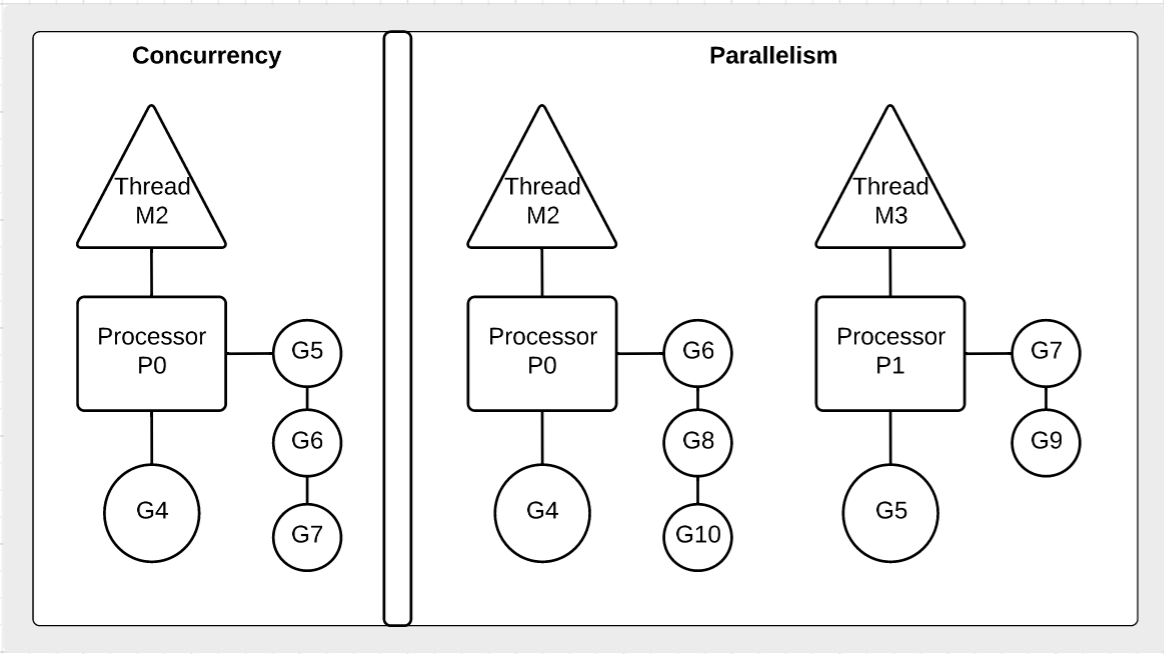 Concurrency
Thread
M2
Processor
P0
G5
G6
G7
G4
Parallelism
Thread
M2
Processor
P0
G6
G8
G10
G4
Thread
M3
Processor
P1
G7
G9
G5